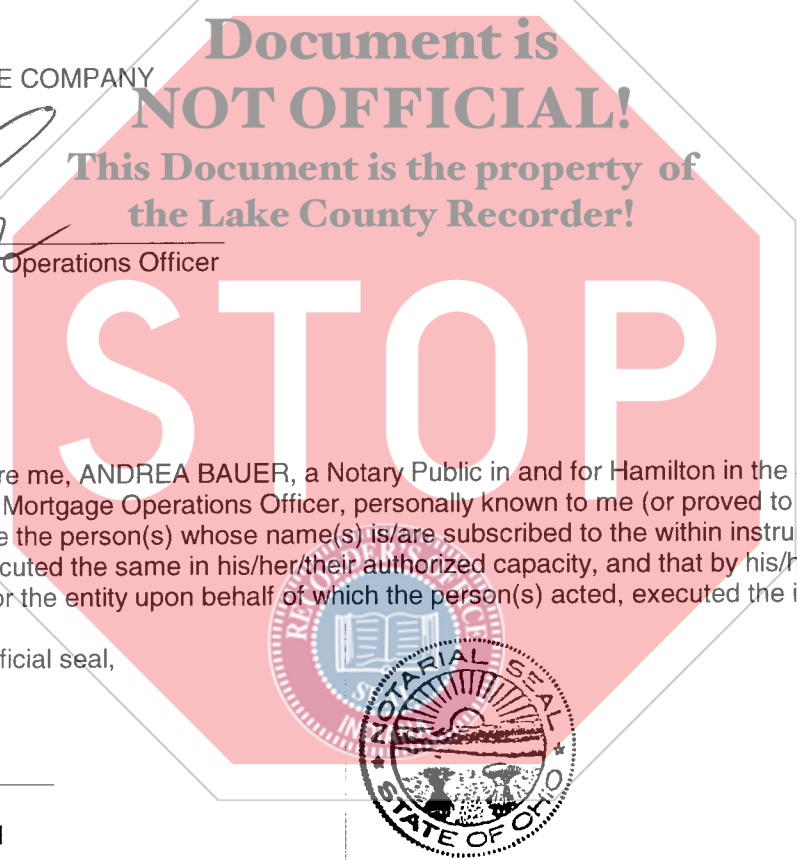 Document is
E COMPANY
NOT OFFICIAL!
This Document is the property of
the Lake County Recorder!
Operations Officer
STOP
re me, ANDREA BAUER, a Notary Public in and for Hamilton in the
Mortgage Operations Officer, personally known to me (or proved to
e the person(s) whose name(s) is/are subscribed to the within instru
cuted the same in his/her/their authorized capacity, and that by his/h
or the entity upon behalf of which the person(s) acted, executed the i
RECORDER'S OFFICE
ficial seal,
NOTARIAL SEAL
STATE OF OHIO